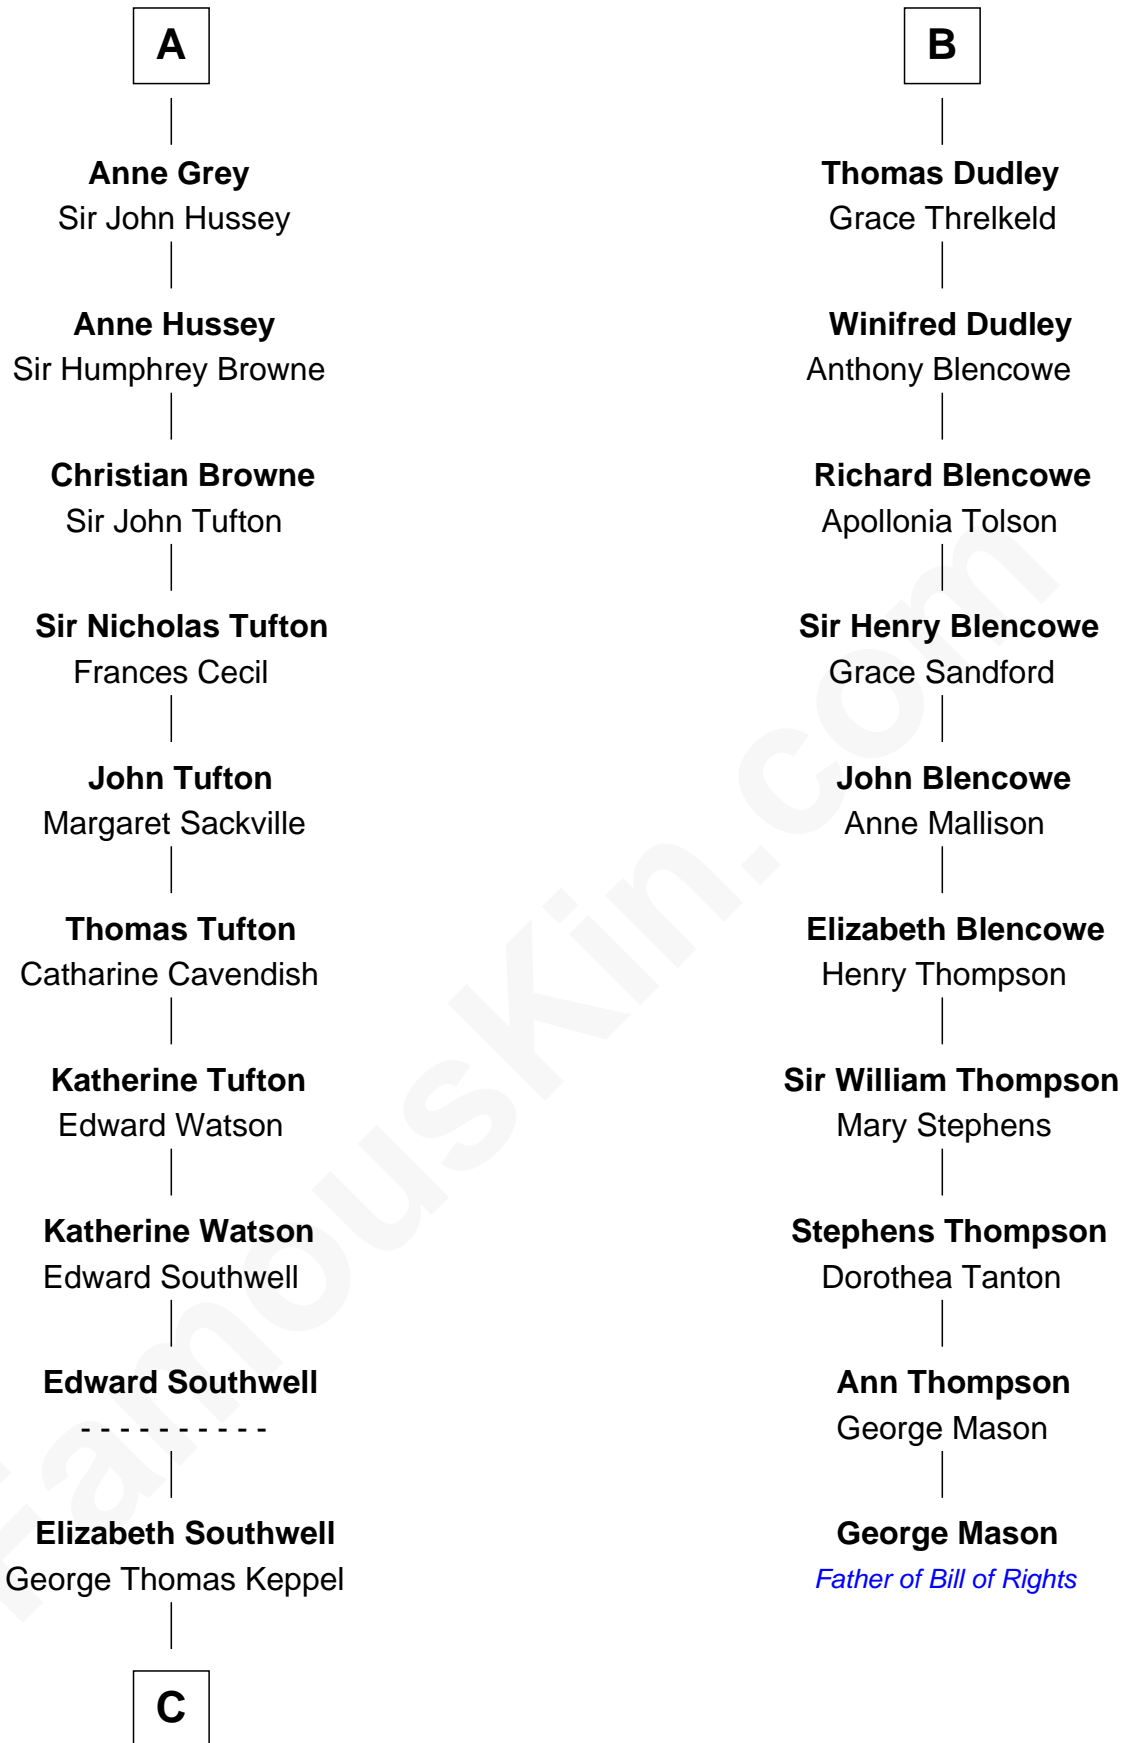 A
Anne Grey
Sir John Hussey
Anne Hussey
Sir Humphrey Browne
Christian Browne
Sir John Tufton
Sir Nicholas Tufton
Frances Cecil
John Tufton
Margaret Sackville
Thomas Tufton
Catharine Cavendish
Katherine Tufton
Edward Watson
Katherine Watson
Edward Southwell
Edward Southwell
- - - - - - - - - -
Elizabeth Southwell
George Thomas Keppel
C
B
Thomas Dudley
Grace Threlkeld
Winifred Dudley
Anthony Blencowe
Richard Blencowe
Apollonia Tolson
Sir Henry Blencowe
Grace Sandford
John Blencowe
Anne Mallison
Elizabeth Blencowe
Henry Thompson
Sir William Thompson
Mary Stephens
Stephens Thompson
Dorothea Tanton
Ann Thompson
George Mason
George Mason
Father of Bill of Rights
FamousKin.com